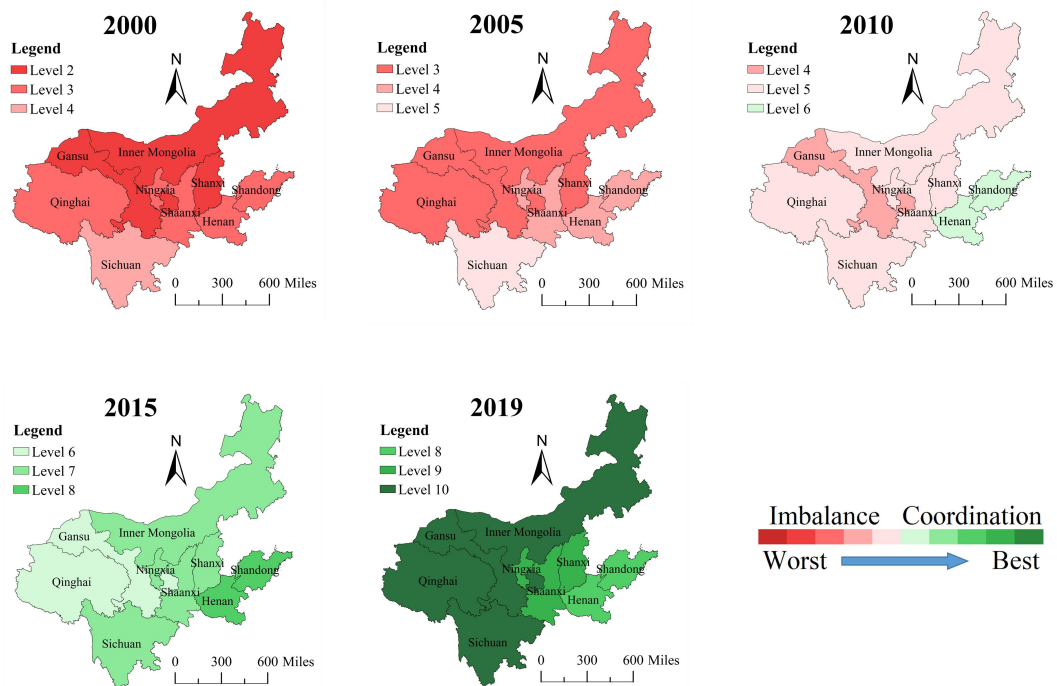 2000
Legend
Level 2
Level 3
Level 4
N
Gansu
Inner Mongolia
Ningxia
Shanxi
Shandong
Qinghai
Shaanxi
Henan
Sichuan
0 300 600 Miles
2005
Legend
Level 3
Level 4
Level 5
N
Gansu
Inner Mongolia
Ningxia
Shanxi
Shandong
Qinghai
Shaanxi
Henan
Sichuan
0 300 600 Miles
2010
Legend
Level 4
Level 5
Level 6
N
Gansu
Inner Mongolia
Ningxia
Shanxi
Shandong
Qinghai
Shaanxi
Henan
Sichuan
0 300 600 Miles
2015
Legend
Level 6
Level 7
Level 8
N
Gansu
Inner Mongolia
Ningxia
Shanxi
Shandong
Qinghai
Shaanxi
Henan
Sichuan
0 300 600 Miles
2019
Legend
Level 8
Level 9
Level 10
N
Gansu
Inner Mongolia
Ningxia
Shanxi
Shandong
Qinghai
Shaanxi
Henan
Sichuan
0 300 600 Miles
Imbalance Coordination
Worst Best